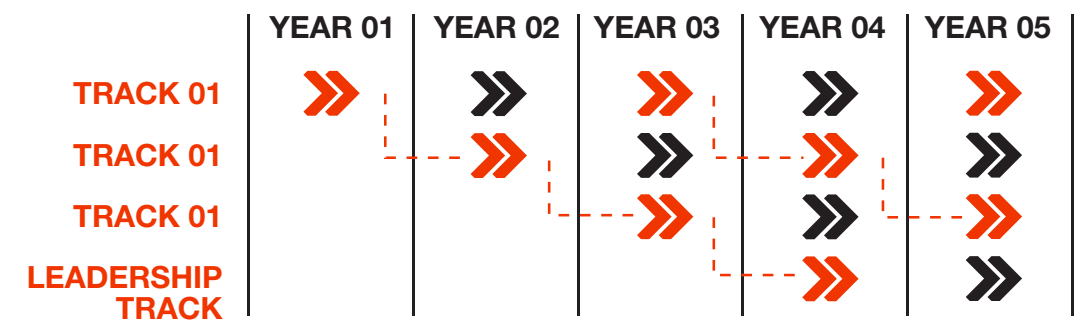 YEAR 01 YEAR 02 YEAR 03 YEAR 04 YEAR 05
TRACK 01
TRACK 01
TRACK 01
LEADERSHIP
TRACK